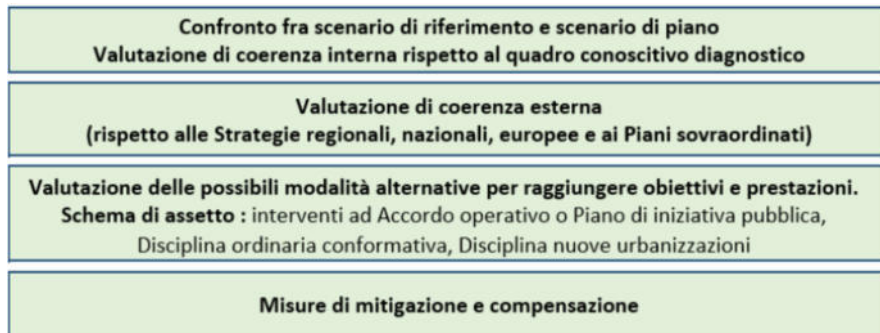 Confronto fra scenario di riferimento e scenario di piano
Valutazione di coerenza interna rispetto al quadro conoscitivo diagnostico
Valutazione di coerenza esterna
(rispetto alle Strategie regionali, nazionali, europee e ai Piani sovraordinati)
Valutazione delle possibili modalità alternative per raggiungere obiettivi e prestazioni.
Schema di assetto : interventi ad Accordo operativo o Piano di iniziativa pubblica,
Disciplina ordinaria conformativa, Disciplina nuove urbanizzazioni
Misure di mitigazione e compensazione